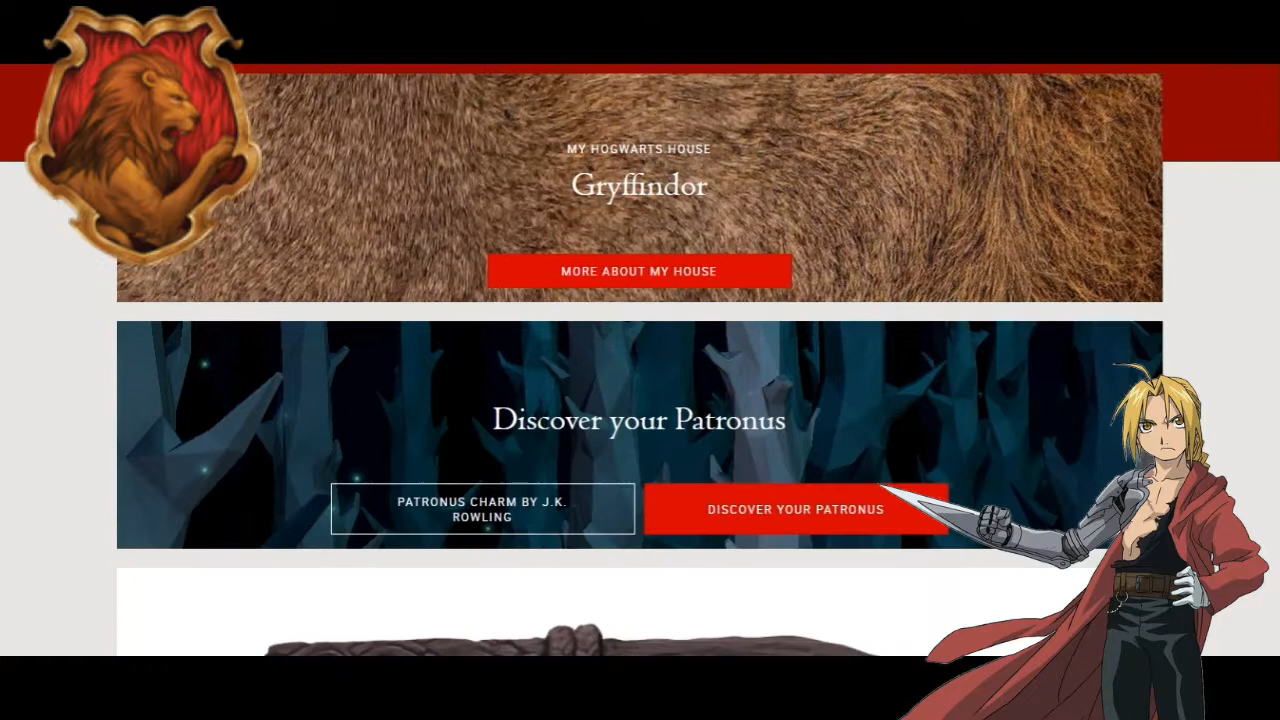 MY HOGWARTS HOUSE
Gryffindor
MORE ABOUT MY HOUSE
Discover your Patronus
PATRONUS CHARM BY J.K.
ROWLING
DISCOVER YOUR PATRONUS